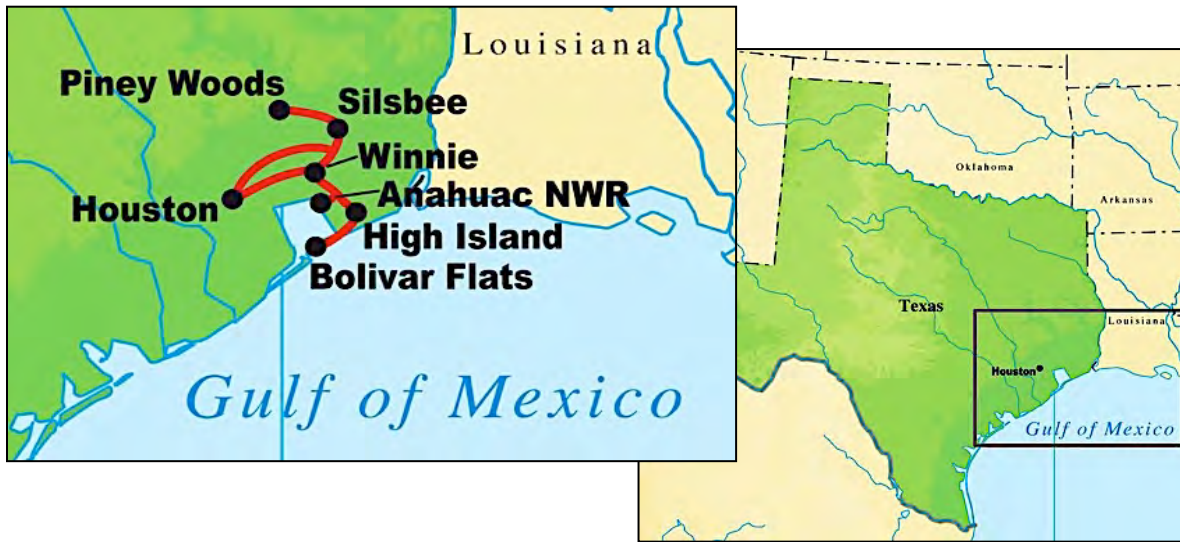 Louisiana
Piney Woods
Silsbee
Winnie
Anahuac NWR
Houston
High Island
Bolivar Flats
Gulf of Mexico
Oklahoma
Arkansas
Texas
Louisiana
Houston
Gulf of Mexico